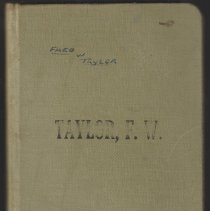 FRED W
TAYLOR
TAYLOR, F. W.